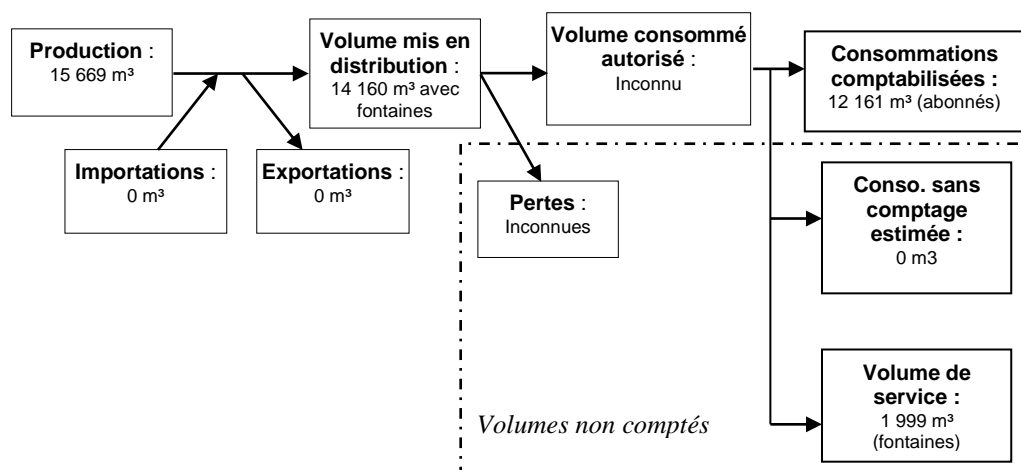 Production :
15 669 m³
Volume mis en
distribution :
14 160 m³ avec
fontaines
Volume consommé
autorisé :
Inconnu
Consommations
comptabilisées :
12 161 m³ (abonnés)
Importations :
0 m³
Exportations :
0 m³
Pertes :
Inconnues
Conso. sans
comptage
estimée :
0 m3
Volume de
service :
1 999 m³
(fontaines)
Volumes non comptés